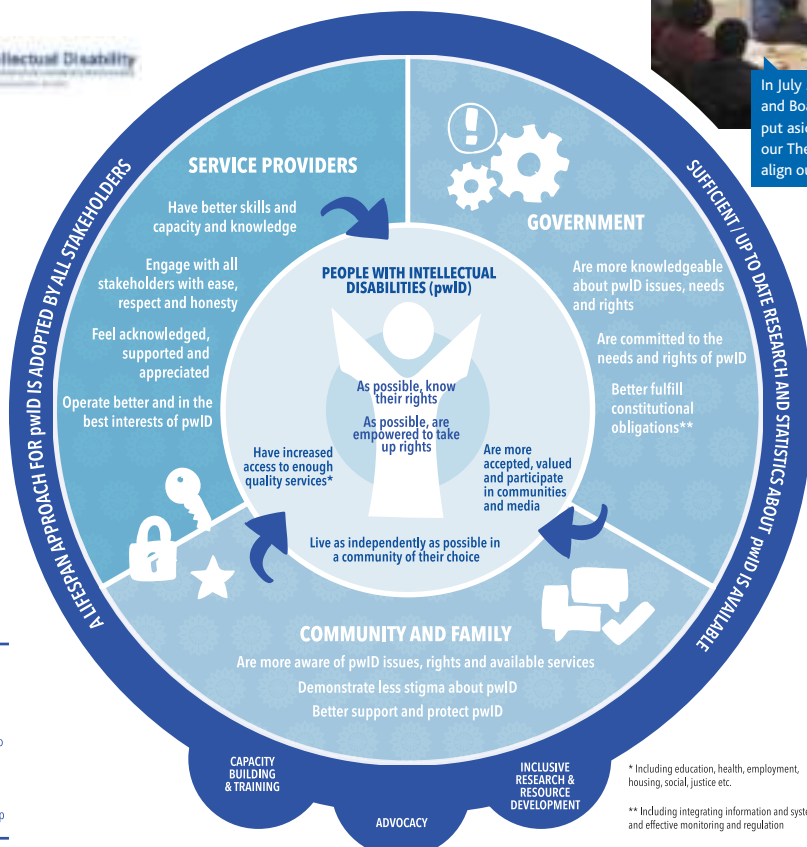 Intellectual Disability
In July
and Boa
put asid
our The
align ou
A LIFESPAN APPROACH FOR pwID IS ADOPTED BY ALL STAKEHOLDERS
SUFFICIENT / UP TO DATE RESEARCH AND STATISTICS ABOUT pwID IS AVAILABLE
SERVICE PROVIDERS
Have better skills and
capacity and knowledge
Engage with all
stakeholders with ease,
respect and honesty
Feel acknowledged,
supported and
appreciated
Operate better and in the
best interests of pwID
GOVERNMENT
Are more knowledgeable
about pwID issues, needs
and rights
Are committed to the
needs and rights of pwID
Better fulfill
constitutional
obligations**
PEOPLE WITH INTELLECTUAL
DISABILITIES (pwID)
As possible, know
their rights
As possible, are
empowered to take
up rights
Have increased
access to enough
quality services*
Are more
accepted, valued
and participate
in communities
and media
Live as independently as possible in
a community of their choice
COMMUNITY AND FAMILY
Are more aware of pwID issues, rights and available services
Demonstrate less stigma about pwID
Better support and protect pwID
CAPACITY
BUILDING
& TRAINING
ADVOCACY
INCLUSIVE
RESEARCH &
RESOURCE
DEVELOPMENT
* Including education, health, employment,
housing, social, justice etc.
** Including integrating information and syste
and effective monitoring and regulation